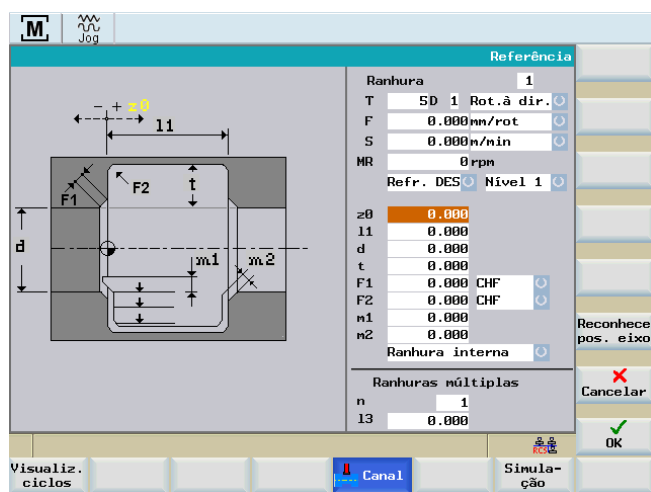 M
Jog
Referência
- + z0
l1
F1
F2
t
d
m1
m2
Ranhura 1
T 5 D 1 Rot.à dir.
F 0.000 mm/rot
S 0.000 m/min
MR 0 rpm
Refr. DES Nível 1
z0 0.000
l1 0.000
d 0.000
t 0.000
F1 0.000 CHF
F2 0.000 CHF
m1 0.000
m2 0.000
Ranhura interna
Ranhuras múltiplas
n 1
l3 0.000
Reconhece
pos. eixo
Cancelar
OK
RCS
Visualiz.
ciclos
Canal
Simula-
ção